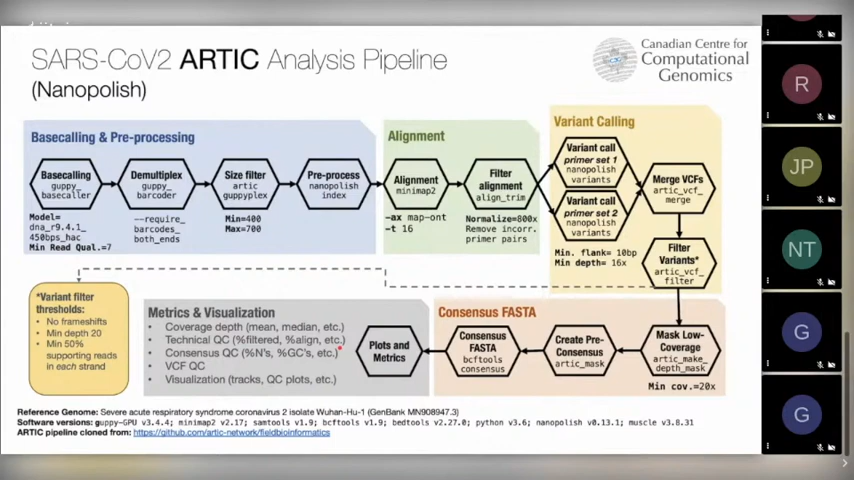 SARS-CoV2 ARTIC Analysis Pipeline
(Nanopolish)
Canadian Centre for
Computational
Genomics
Basecalling & Pre-processing
Basecalling
guppy_
basecaller
Model=
dna_r9.4.1_
450bps_hac
Min Read Qual.=7
Demultiplex
guppy_
barcoder
--require_
barcodes_
both_ends
Size filter
artic
guppyplex
Min=400
Max=700
Pre-process
nanopolish
index
Alignment
Alignment
minimap2
-ax map-ont
-t 16
Filter
alignment
align_trim
Normalize=800x
Remove incorr.
primer pairs
Variant Calling
Variant call
primer set 1
nanopolish
variants
Variant call
primer set 2
nanopolish
variants
Min. flank= 10bp
Min depth= 16x
Merge VCFs
artic_vcf_
merge
Filter
Variants*
artic_vcf_
filter
*Variant filter
thresholds:
• No frameshifts
• Min depth 20
• Min 50%
supporting reads
in each strand
Metrics & Visualization
• Coverage depth (mean, median, etc.)
• Technical QC (%filtered, %align, etc.)
• Consensus QC (%N's, %GC's, etc.)
• VCF QC
• Visualization (tracks, QC plots, etc.)
Plots and
Metrics
Consensus FASTA
Consensus
FASTA
bcftools
consensus
Create Pre-
Consensus
artic_mask
Mask Low-
Coverage
artic_make_
depth_mask
Min cov.=20x
Reference Genome: Severe acute respiratory syndrome coronavirus 2 isolate Wuhan-Hu-1 (GenBank MN908947.3)
Software versions: guppy-GPU v3.4.4; minimap2 v2.17; samtools v1.9; bcftools v1.9; bedtools v2.27.0; python v3.6; nanopolish v0.13.1; muscle v3.8.31
ARTIC pipeline cloned from: https://github.com/artic-network/fieldbioinformatics
R
JP
NT
G
G